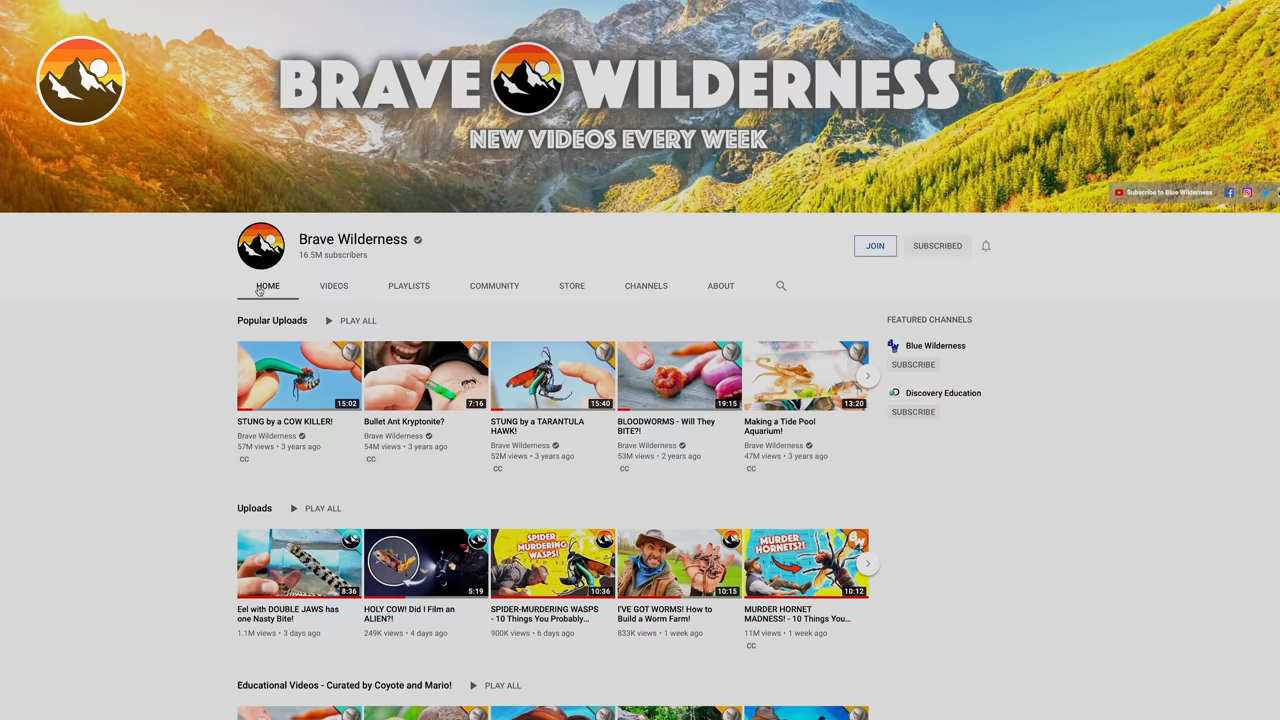 BRAVE WILDERNESS
NEW VIDEOS EVERY WEEK
Subscribe to Blue Wilderness
Brave Wilderness
16.5M subscribers
JOIN
SUBSCRIBED
HOME
VIDEOS
PLAYLISTS
COMMUNITY
STORE
CHANNELS
ABOUT
Popular Uploads
PLAY ALL
FEATURED CHANNELS
Blue Wilderness
SUBSCRIBE
Discovery Education
SUBSCRIBE
15:02
7:16
15:40
19:15
13:20
STUNG by a COW KILLER!
Brave Wilderness
57M views • 3 years ago
CC
Bullet Ant Kryptonite?
Brave Wilderness
54M views • 3 years ago
CC
STUNG by a TARANTULA
HAWK!
Brave Wilderness
52M views • 3 years ago
CC
BLOODWORMS - Will They
BITE?!
Brave Wilderness
53M views • 2 years ago
CC
Making a Tide Pool
Aquarium!
Brave Wilderness
47M views • 3 years ago
CC
Uploads
PLAY ALL
8:36
5:19
SPIDER
MURDERING
WASPS!
10:36
10:15
MURDER
HORNETS?!
BW
10:12
Eel with DOUBLE JAWS has
one Nasty Bite!
1.1M views • 3 days ago
HOLY COW! Did I Film an
ALIEN?!
249K views • 4 days ago
SPIDER-MURDERING WASPS
- 10 Things You Probably...
900K views • 6 days ago
I'VE GOT WORMS! How to
Build a Worm Farm!
833K views • 1 week ago
MURDER HORNET
MADNESS! - 10 Things You...
11M views • 1 week ago
CC
Educational Videos - Curated by Coyote and Mario!
PLAY ALL